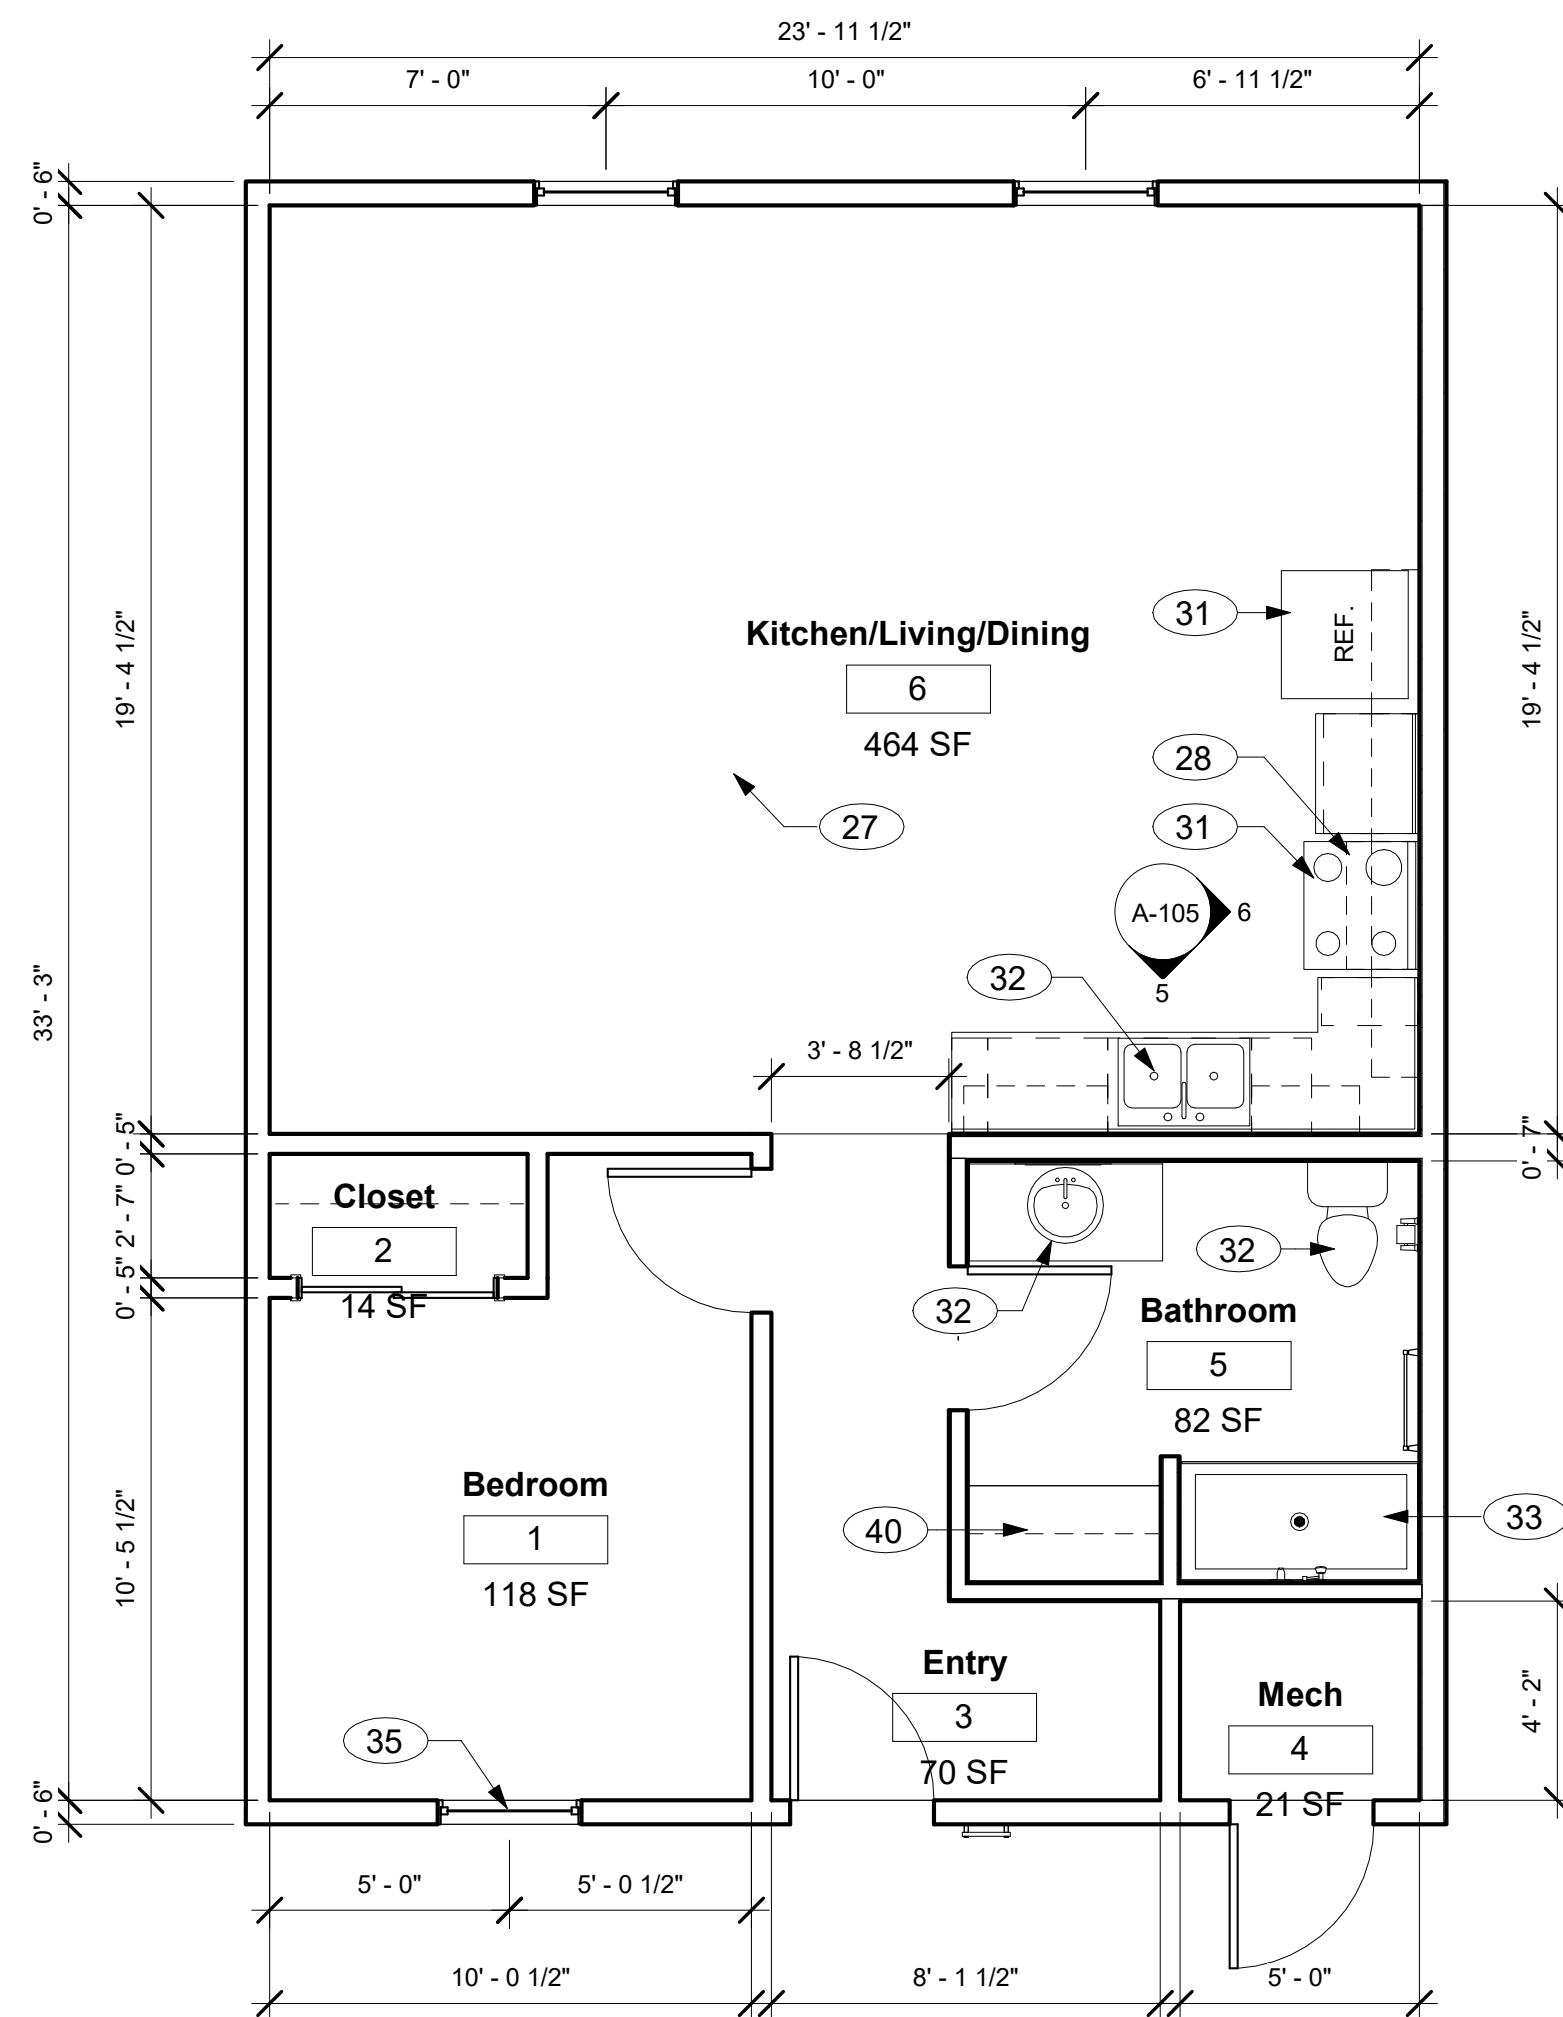 23' - 11 1/2"
7' - 0"
10' - 0"
6' - 11 1/2"
0' - 6"
19' - 4 1/2"
33' - 3"
0' - 5"
2' - 7"
0' - 5"
10' - 5 1/2"
0' - 6"
Kitchen/Living/Dining
6
464 SF
27
31
REF.
28
31
A-105
6
5
32
3' - 8 1/2"
19' - 4 1/2"
0' - 7"
Closet
2
14 SF
32
32
Bathroom
5
82 SF
Bedroom
1
118 SF
40
33
Entry
3
70 SF
Mech
4
21 SF
4' - 2"
35
5' - 0"
5' - 0 1/2"
10' - 0 1/2"
8' - 1 1/2"
5' - 0"